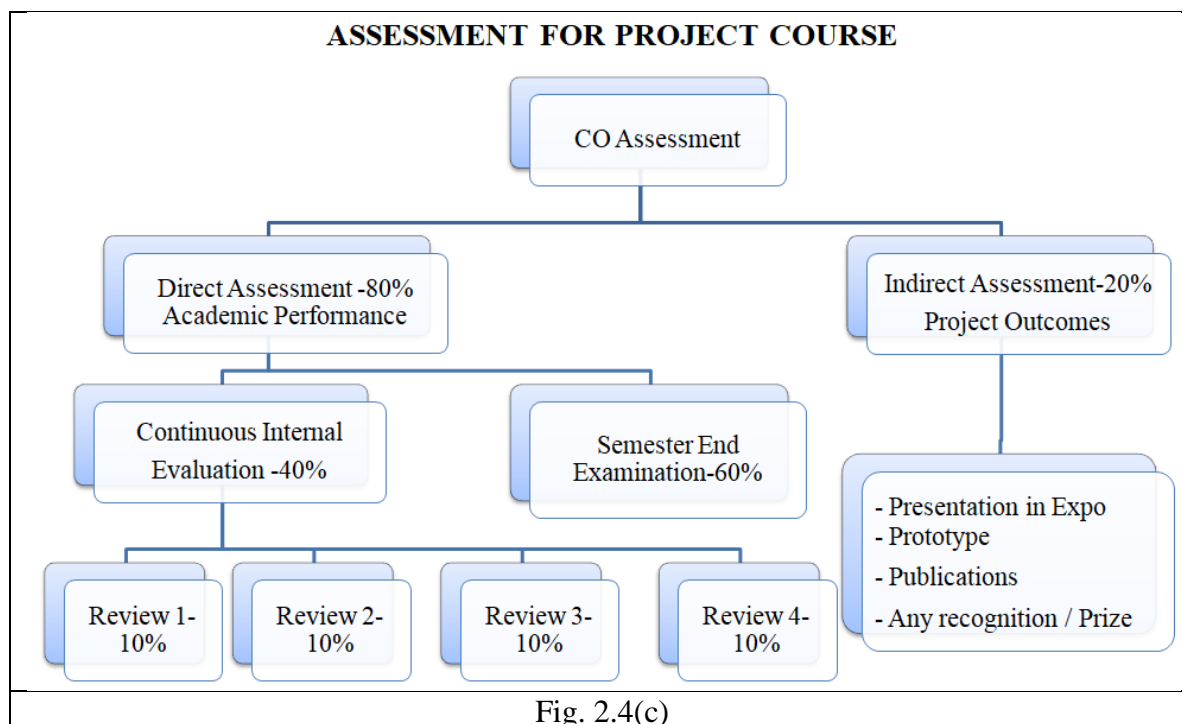 ASSESSMENT FOR PROJECT COURSE
CO Assessment
Direct Assessment -80%
Academic Performance
Indirect Assessment-20%
Project Outcomes
Continuous Internal
Evaluation -40%
Semester End
Examination-60%
- Presentation in Expo
- Prototype
- Publications
- Any recognition / Prize
Review 1-
10%
Review 2-
10%
Review 3-
10%
Review 4-
10%
Fig. 2.4(c)